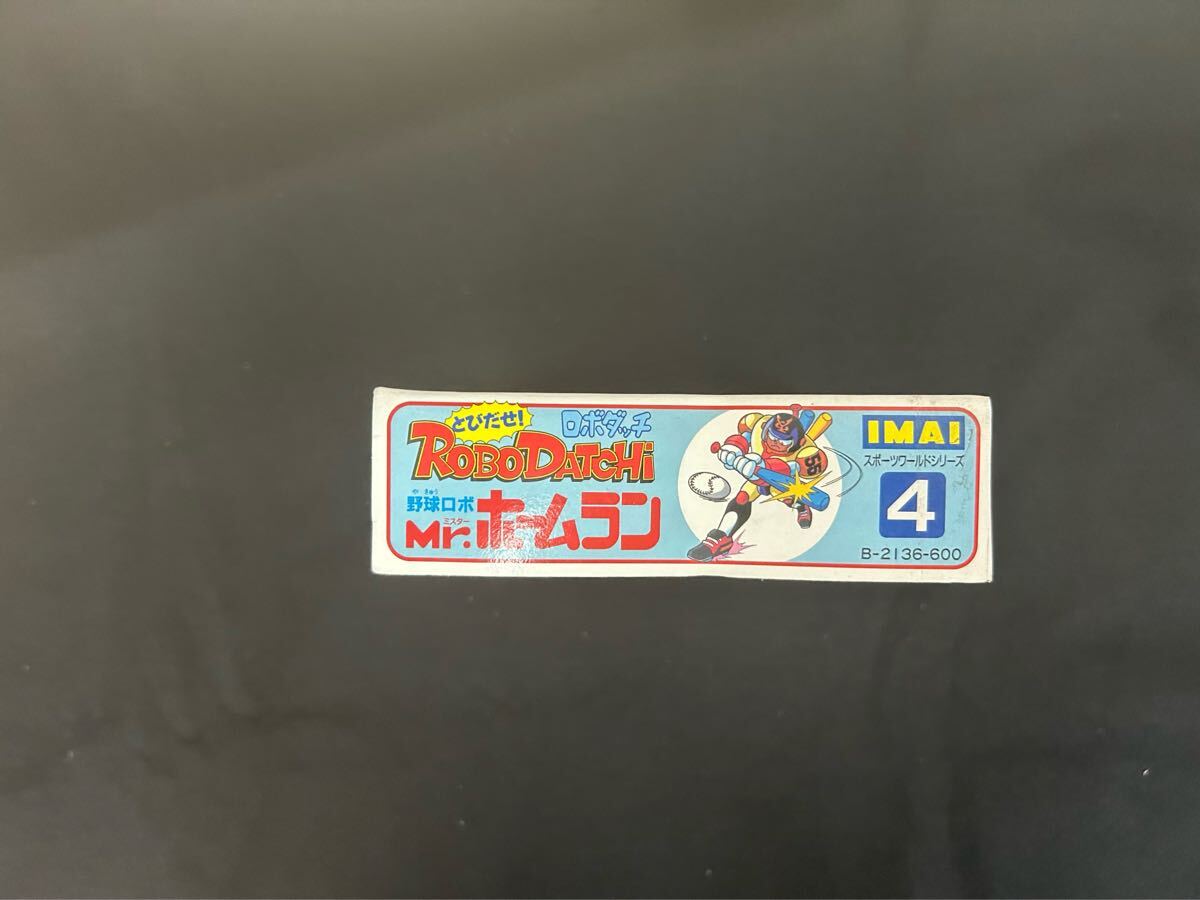 とびだせ!
ロボダッチ
ROBODATCHi
やきゅう
野球ロボ
ミスター
Mr.ホームラン
55
IMAI
スポーツワールドシリーズ
4
B-2136-600